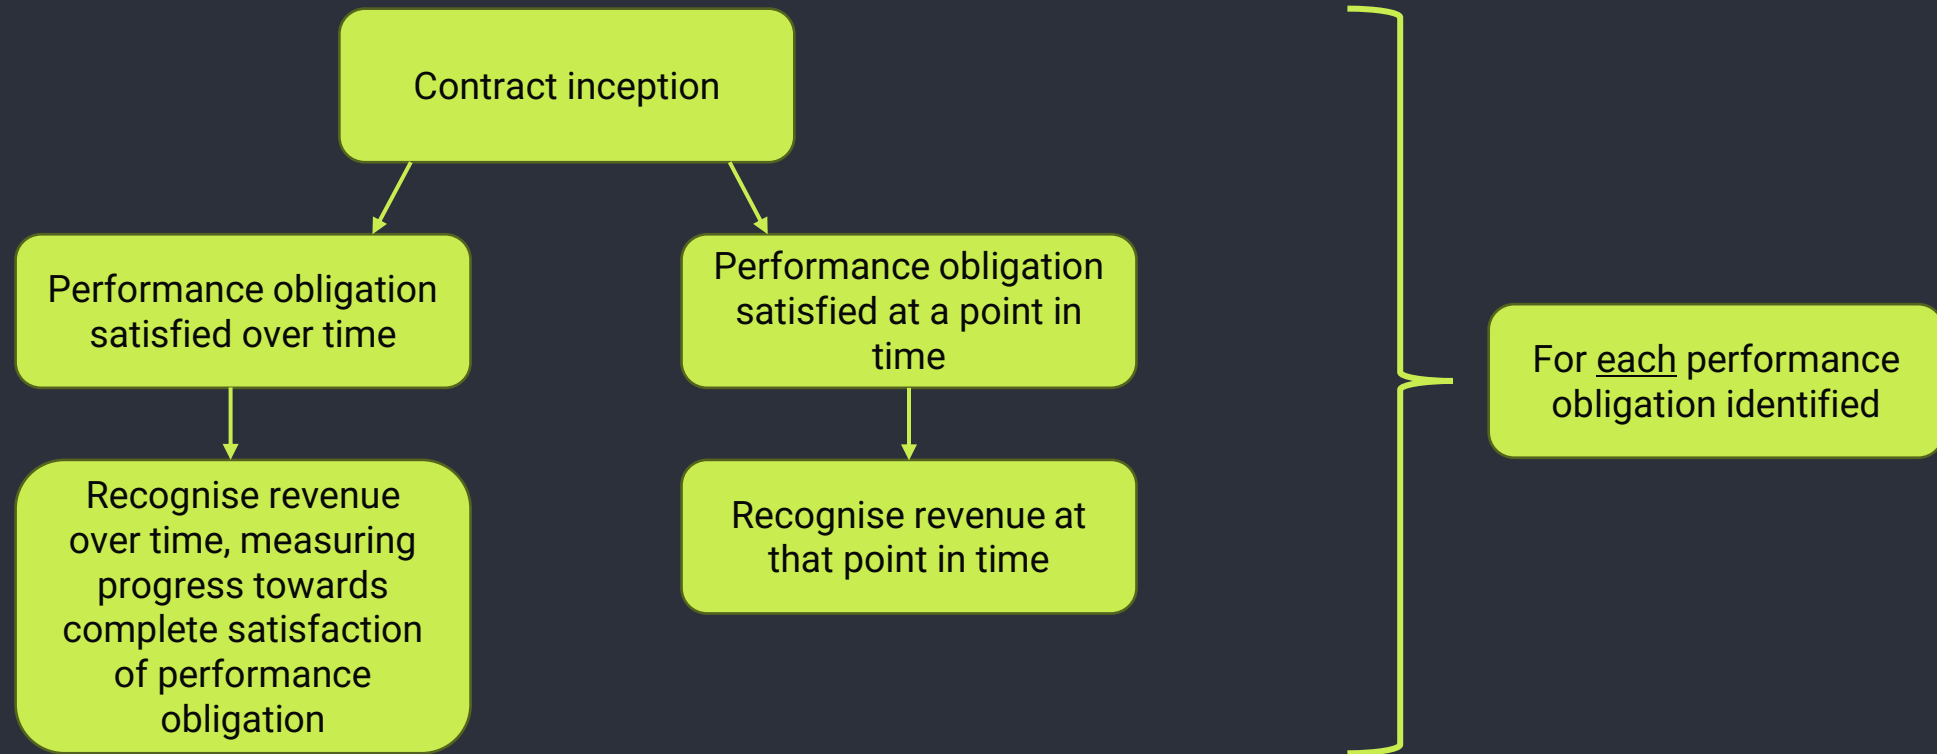 Contract inception
Performance obligation
satisfied over time
Performance obligation
satisfied at a point in
time
Recognise revenue
over time, measuring
progress towards
complete satisfaction
of performance
obligation
Recognise revenue at
that point in time
For each performance
obligation identified